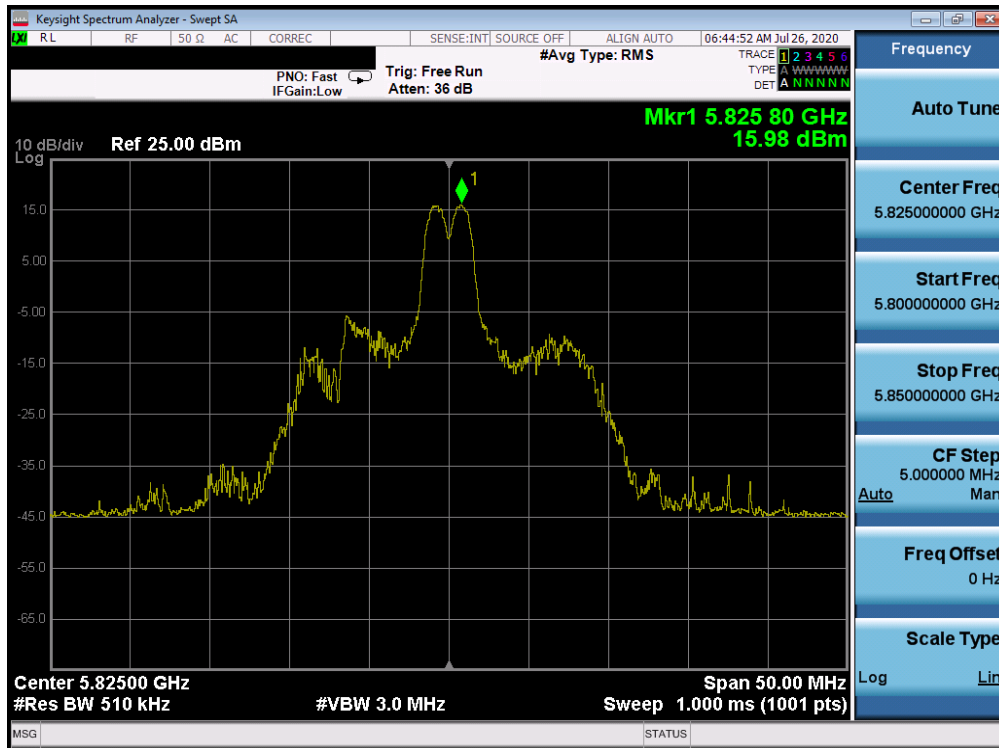 Keysight Spectrum Analyzer - Swept SA
LXI RL RF 50 Ω AC CORREC SENSE:INT SOURCE OFF ALIGN AUTO 06:44:52 AM Jul 26, 2020
#Avg Type: RMS
TRACE 1 2 3 4 5 6
TYPE A WWWWW
DET A N N N N N
PNO: Fast
IFGain:Low
Trig: Free Run
Atten: 36 dB
Mkr1 5.825 80 GHz
15.98 dBm
10 dB/div
Log
Ref 25.00 dBm
1
15.0
5.00
-5.00
-15.0
-25.0
-35.0
-45.0
-55.0
-65.0
Center 5.82500 GHz
Span 50.00 MHz
#Res BW 510 kHz
#VBW 3.0 MHz
Sweep 1.000 ms (1001 pts)
MSG
STATUS
Frequency
Auto Tune
Center Freq
5.825000000 GHz
Start Freq
5.800000000 GHz
Stop Freq
5.850000000 GHz
CF Step
5.000000 MHz
Auto Man
Freq Offset
0 Hz
Scale Type
Log Lin